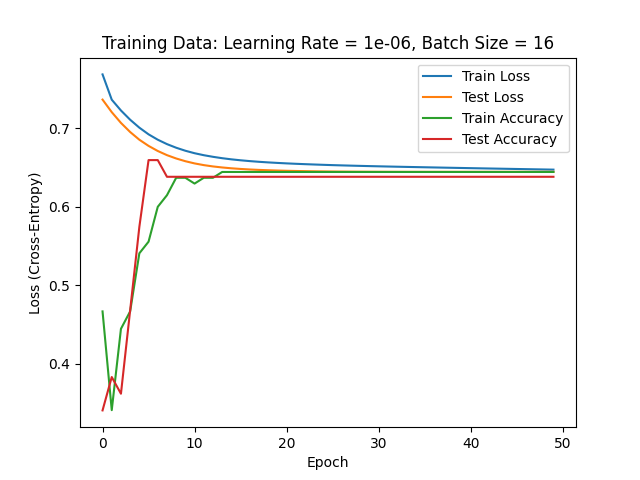 Training Data: Learning Rate = 1e-06, Batch Size = 16
Train Loss
Test Loss
Train Accuracy
Test Accuracy
Loss (Cross-Entropy)
0.7
0.6
0.5
0.4
0 10 20 30 40 50
Epoch